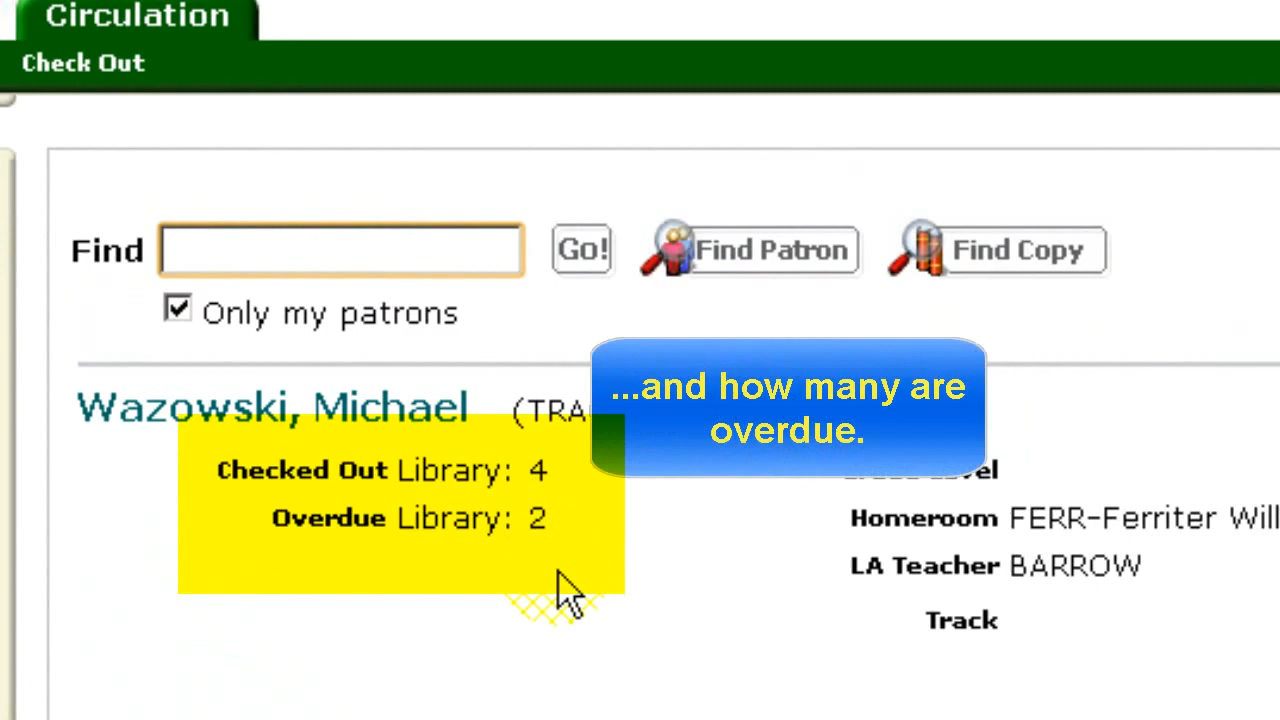 Circulation
Check Out
Find Go! Find Patron Find Copy
Only my patrons
...and how many are
overdue.
Wazowski, Michael
Checked Out Library: 4
Overdue Library: 2
Homeroom FERR-Ferriter Will
LA Teacher BARROW
Track